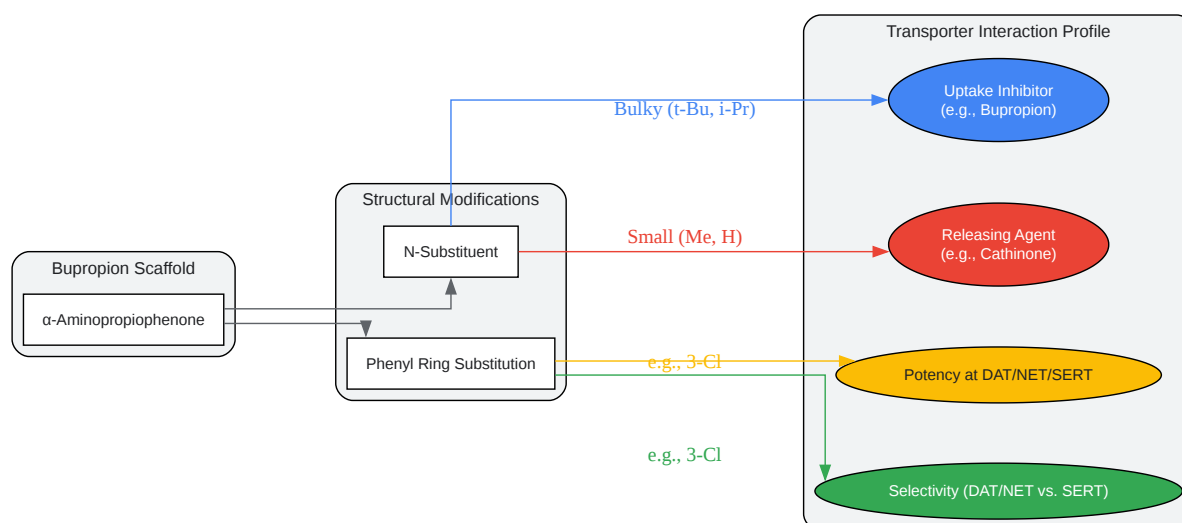 Transporter Interaction Profile
Uptake Inhibitor
(e.g., Bupropion)
Bulky (t-Bu, i-Pr)
Structural Modifications
N-Substituent
Small (Me, H)
Releasing Agent
(e.g., Cathinone)
Bupropion Scaffold
α-Aminopropiophenone
Phenyl Ring Substitution
e.g., 3-Cl
Potency at DAT/NET/SERT
e.g., 3-Cl
Selectivity (DAT/NET vs. SERT)